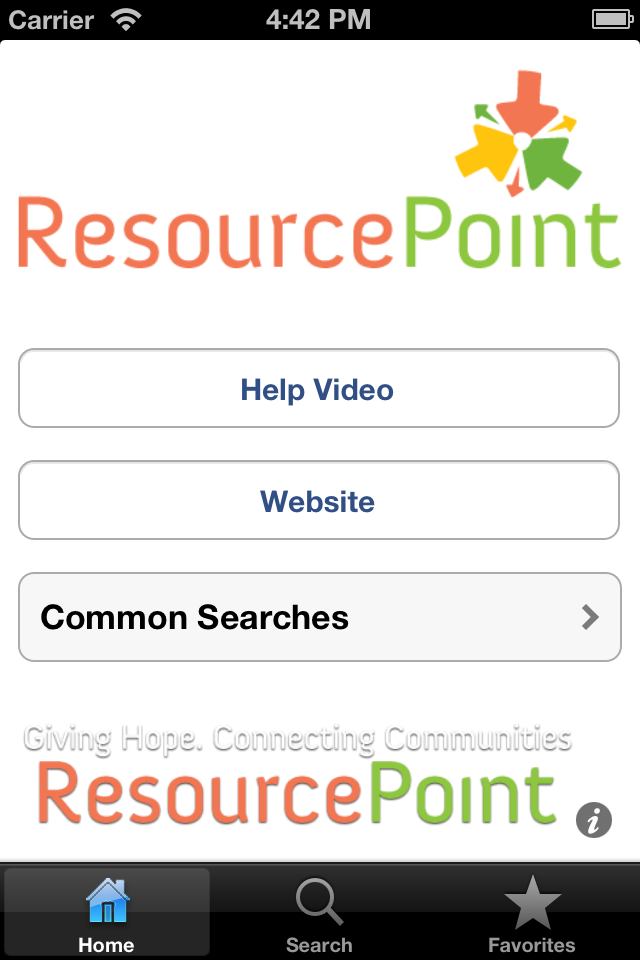 Carrier 4:42 PM
ResourcePoint
Help Video
Website
Common Searches
Giving Hope. Connecting Communities
ResourcePoint
i
Home Search Favorites